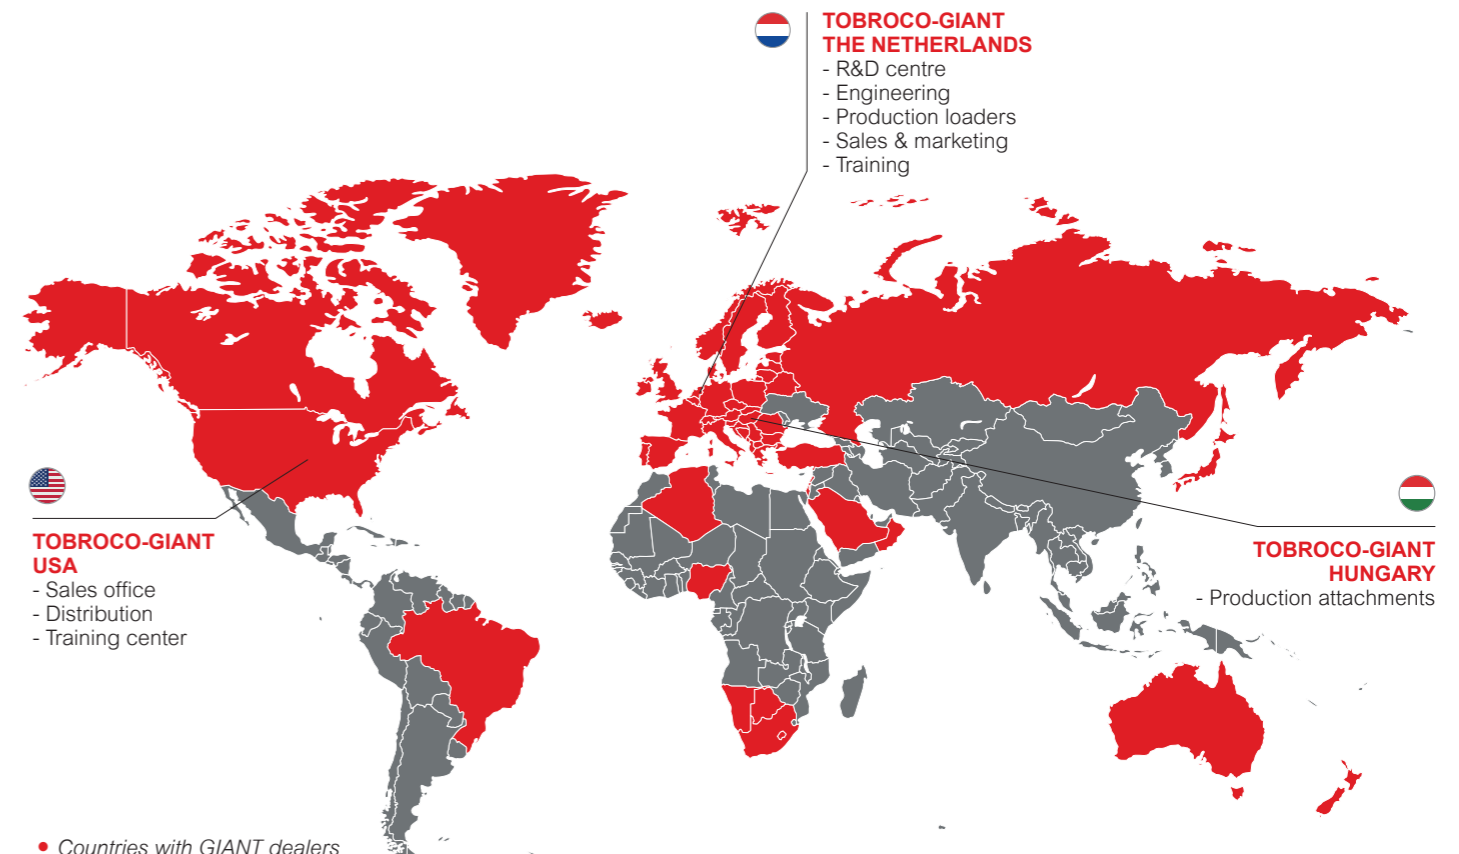 TOBROCO-GIANT
THE NETHERLANDS
- R&D centre
- Engineering
- Production loaders
- Sales & marketing
- Training
TOBROCO-GIANT
USA
- Sales office
- Distribution
- Training center
TOBROCO-GIANT
HUNGARY
- Production attachments
• Countries with GIANT dealers